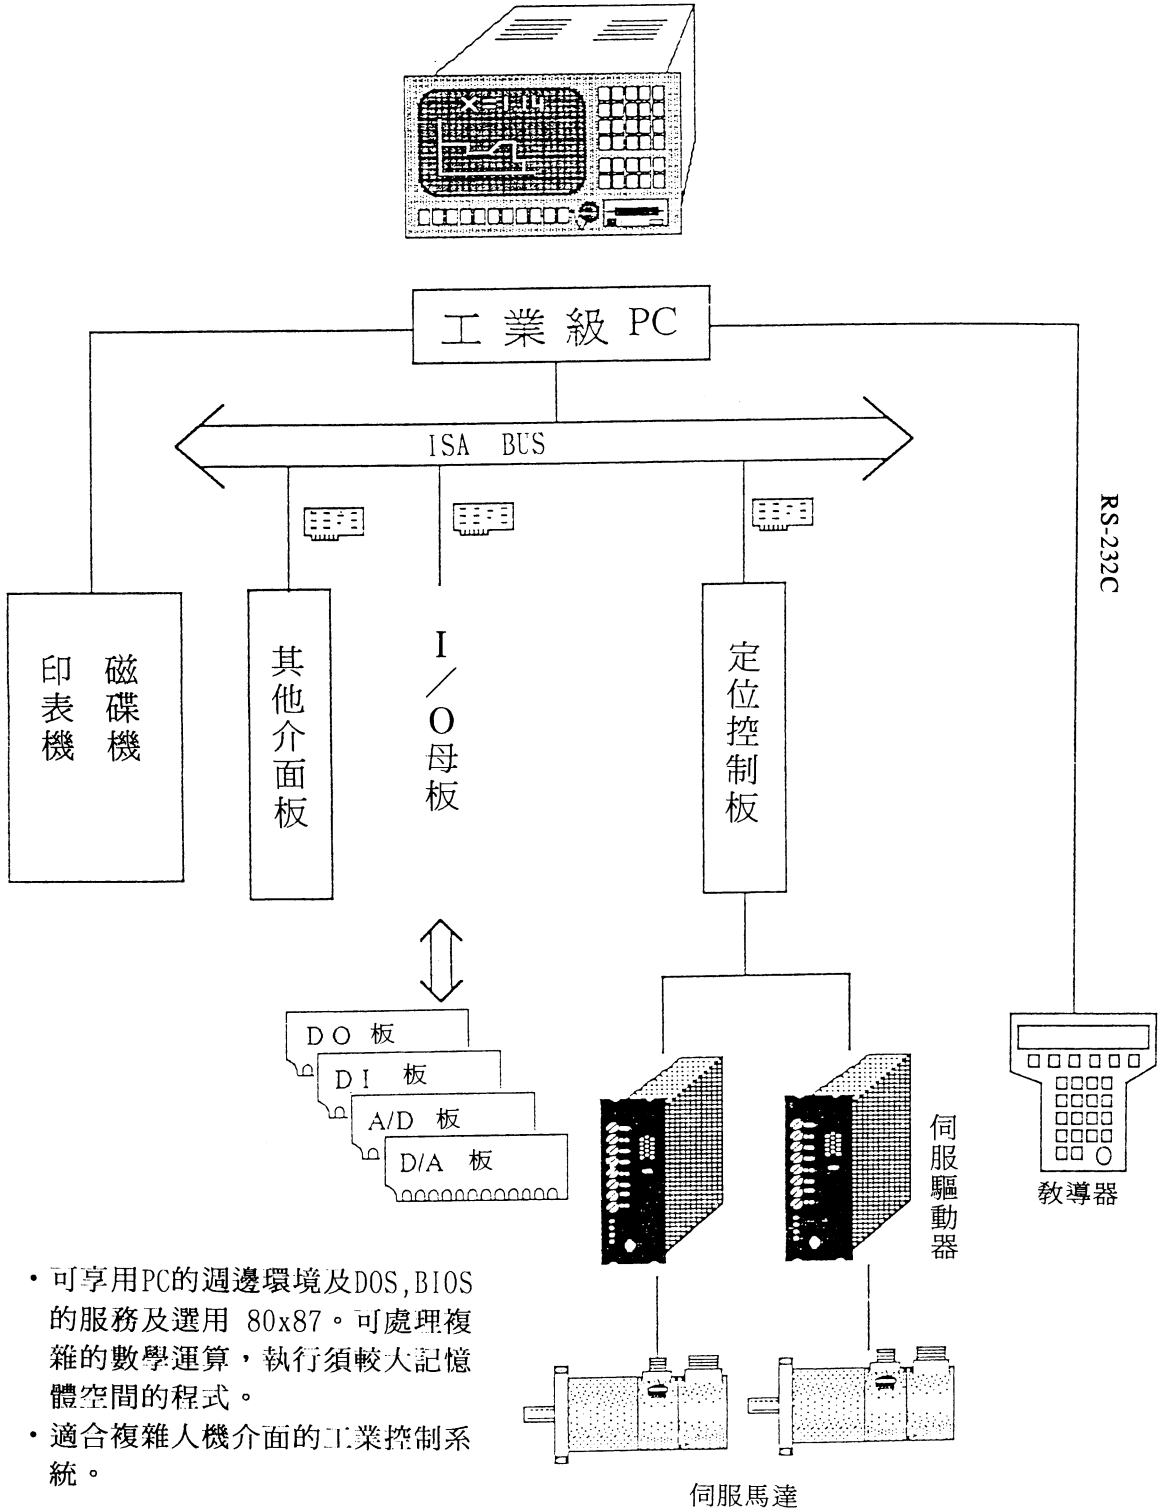 X=114
工業級 PC
ISA BUS
RS-232C
印表機
磁碟機
其他介面板
I/O母板
定位控制板
DO 板
DI 板
A/D 板
D/A 板
伺服驅動器
教導器
•可享用PC的週邊環境及DOS,BIOS
的服務及選用 80x87。可處理複
雜的數學運算,執行須較大記憶
體空間的程式。
•適合複雜人機介面的工業控制系
統。
伺服馬達